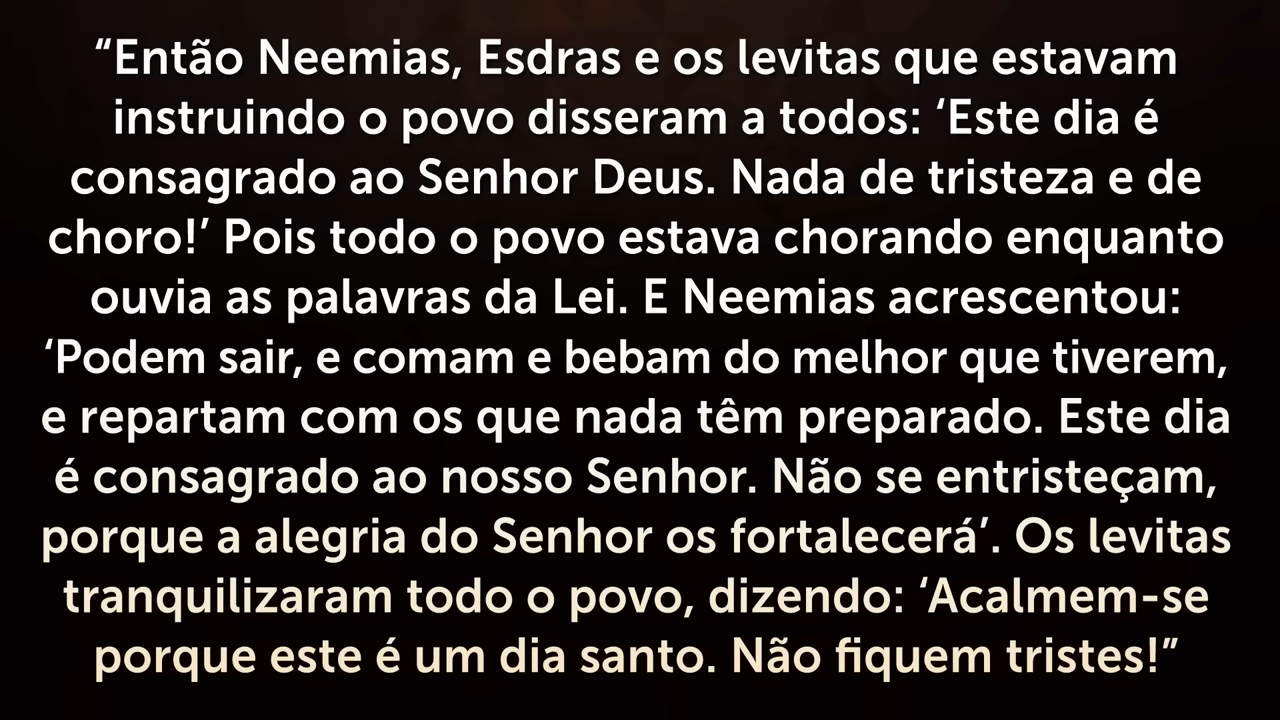 “Então Neemias, Esdras e os levitas que estavam
instruindo o povo disseram a todos: ‘Este dia é
consagrado ao Senhor Deus. Nada de tristeza e de
choro!’ Pois todo o povo estava chorando enquanto
ouvia as palavras da Lei. E Neemias acrescentou:
‘Podem sair, e comam e bebam do melhor que tiverem,
e repartam com os que nada têm preparado. Este dia
é consagrado ao nosso Senhor. Não se entristeçam,
porque a alegria do Senhor os fortalecerá’. Os levitas
tranquilizaram todo o povo, dizendo: ‘Acalmem-se
porque este é um dia santo. Não fiquem tristes!”